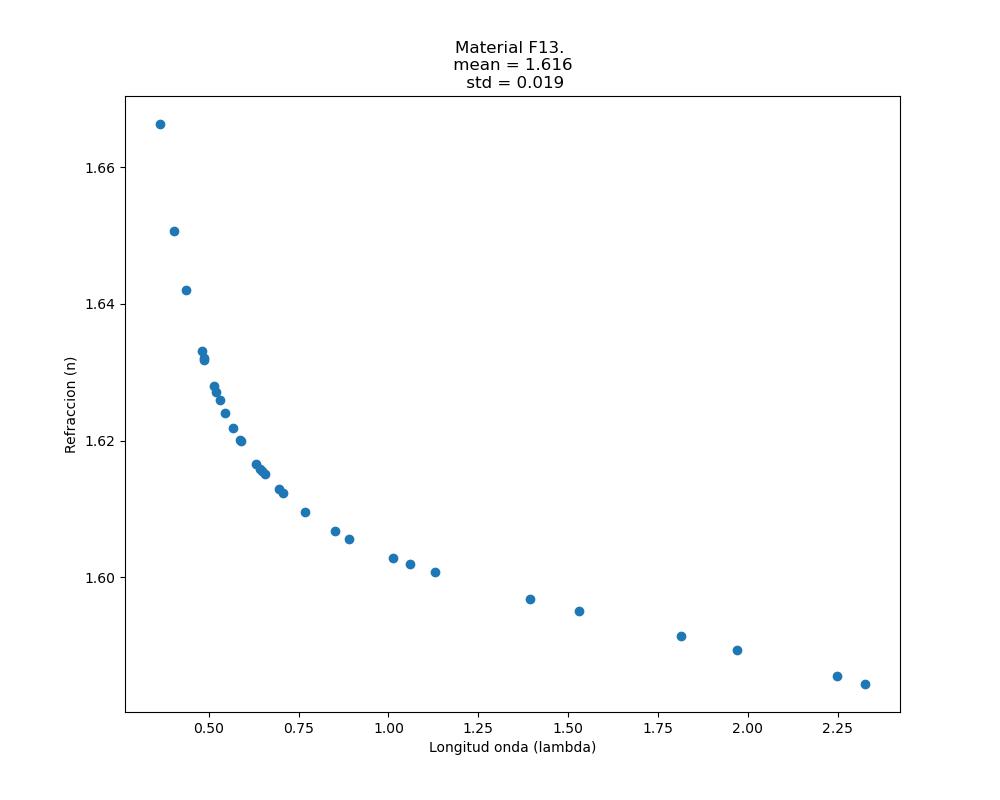 Material F13.
mean = 1.616
std = 0.019
1.66
1.64
1.62
1.60
Refraccion (n)
0.50 0.75 1.00 1.25 1.50 1.75 2.00 2.25
Longitud onda (lambda)